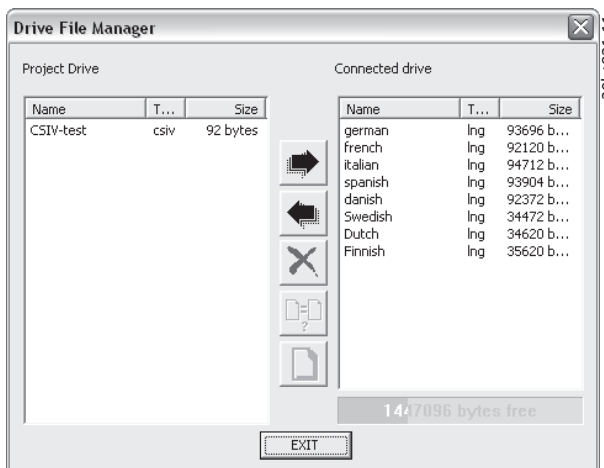 Drive File Manager
Project Drive
Connected drive
Name T... Size
CSIV-test csiv 92 bytes
Name T... Size
german lng 93696 b...
french lng 92120 b...
italian lng 94712 b...
spanish lng 93904 b...
danish lng 92372 b...
Swedish lng 34472 b...
Dutch lng 34620 b...
Finnish lng 35620 b...
?
1447096 bytes free
EXIT